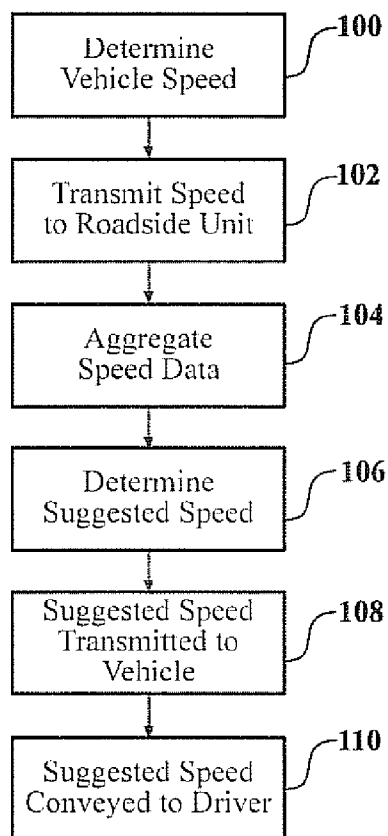 100
Determine
Vehicle Speed
102
Transmit Speed
to Roadside Unit
104
Aggregate
Speed Data
106
Determine
Suggested Speed
108
Suggested Speed
Transmitted to
Vehicle
110
Suggested Speed
Conveyed to Driver